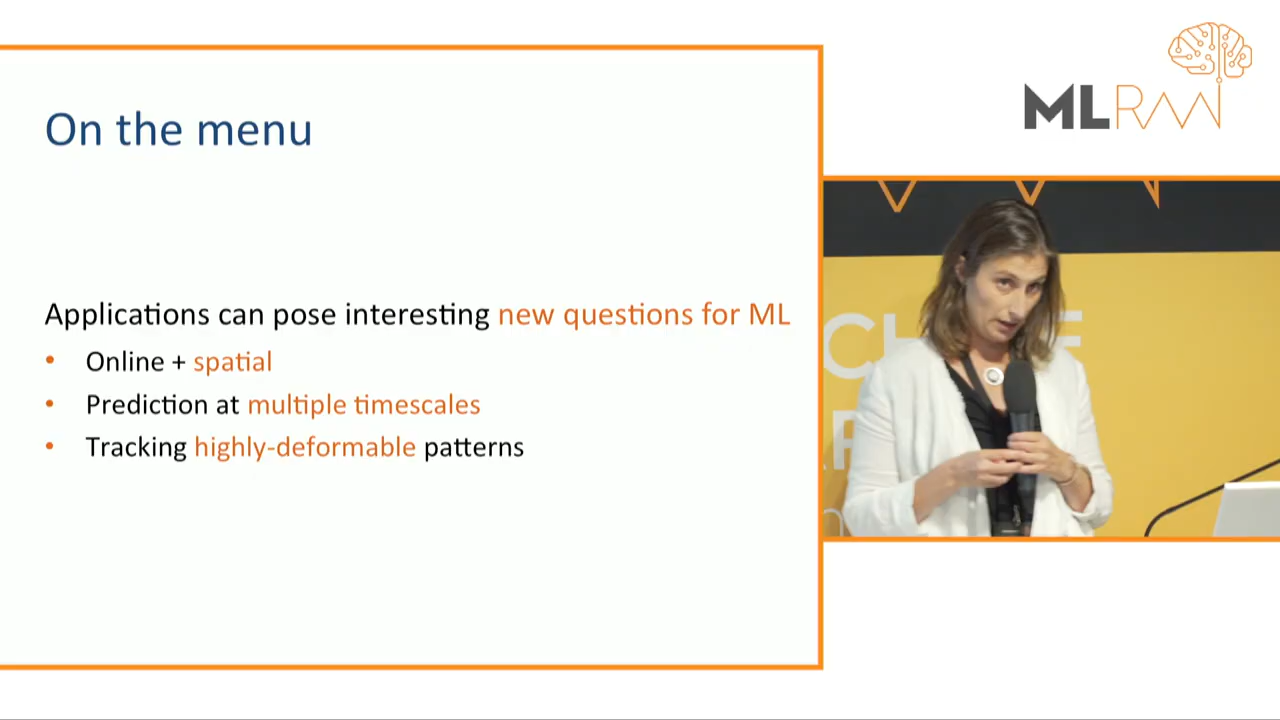 On the menu
Applications can pose interesting new questions for ML
• Online + spatial
• Prediction at multiple timescales
• Tracking highly-deformable patterns
ML